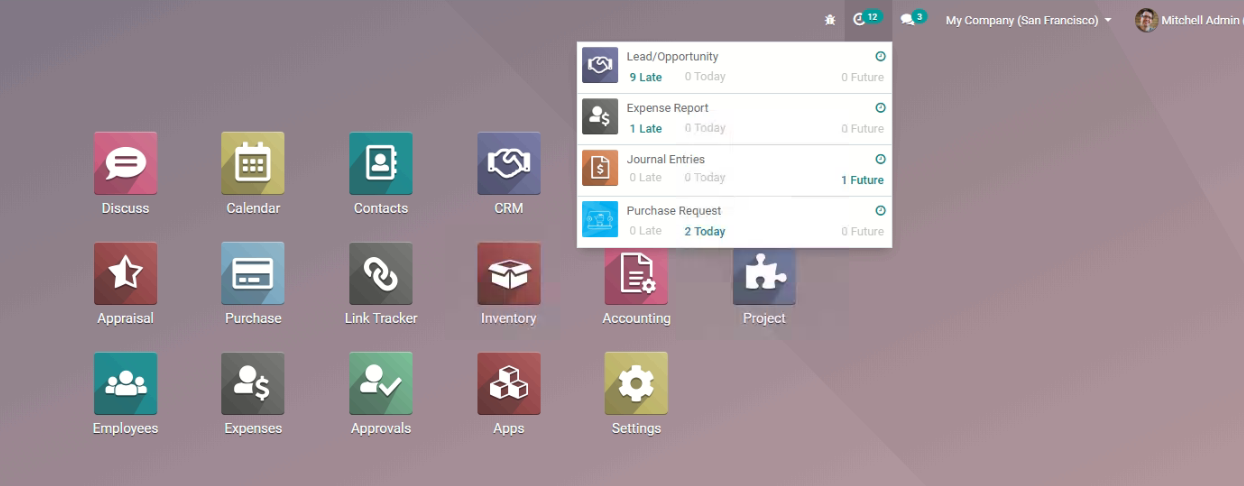 12
3
My Company (San Francisco)
Mitchell Admin (
Lead/Opportunity
9 Late 0 Today 0 Future
Expense Report
1 Late 0 Today 0 Future
Journal Entries
0 Late 0 Today 1 Future
Purchase Request
0 Late 2 Today 0 Future
Discuss Calendar Contacts CRM
Appraisal Purchase Link Tracker Inventory Accounting Project
Employees Expenses Approvals Apps Settings